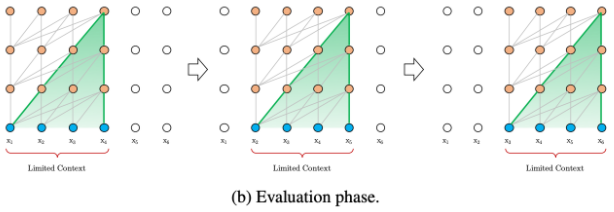 x₁ x₂ x₃ x₄ x₅ x₆ x₁ x₂ x₃ x₄ x₅ x₆ x₁ x₂ x₃ x₄ x₅ x₆
Limited Context Limited Context Limited Context
(b) Evaluation phase.